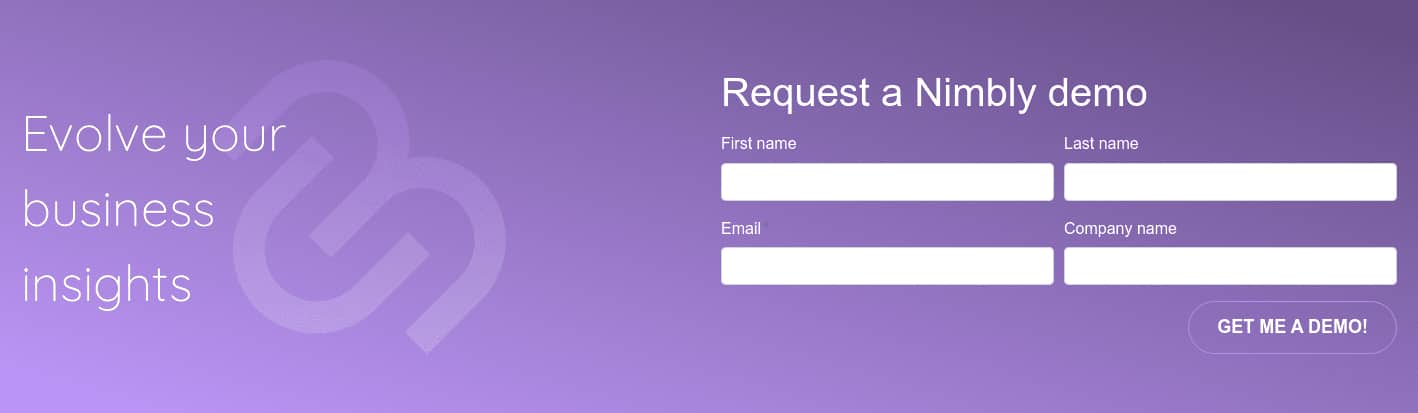 Evolve your
business
insights
Request a Nimbly demo
First name
Last name
Email
Company name
GET ME A DEMO!